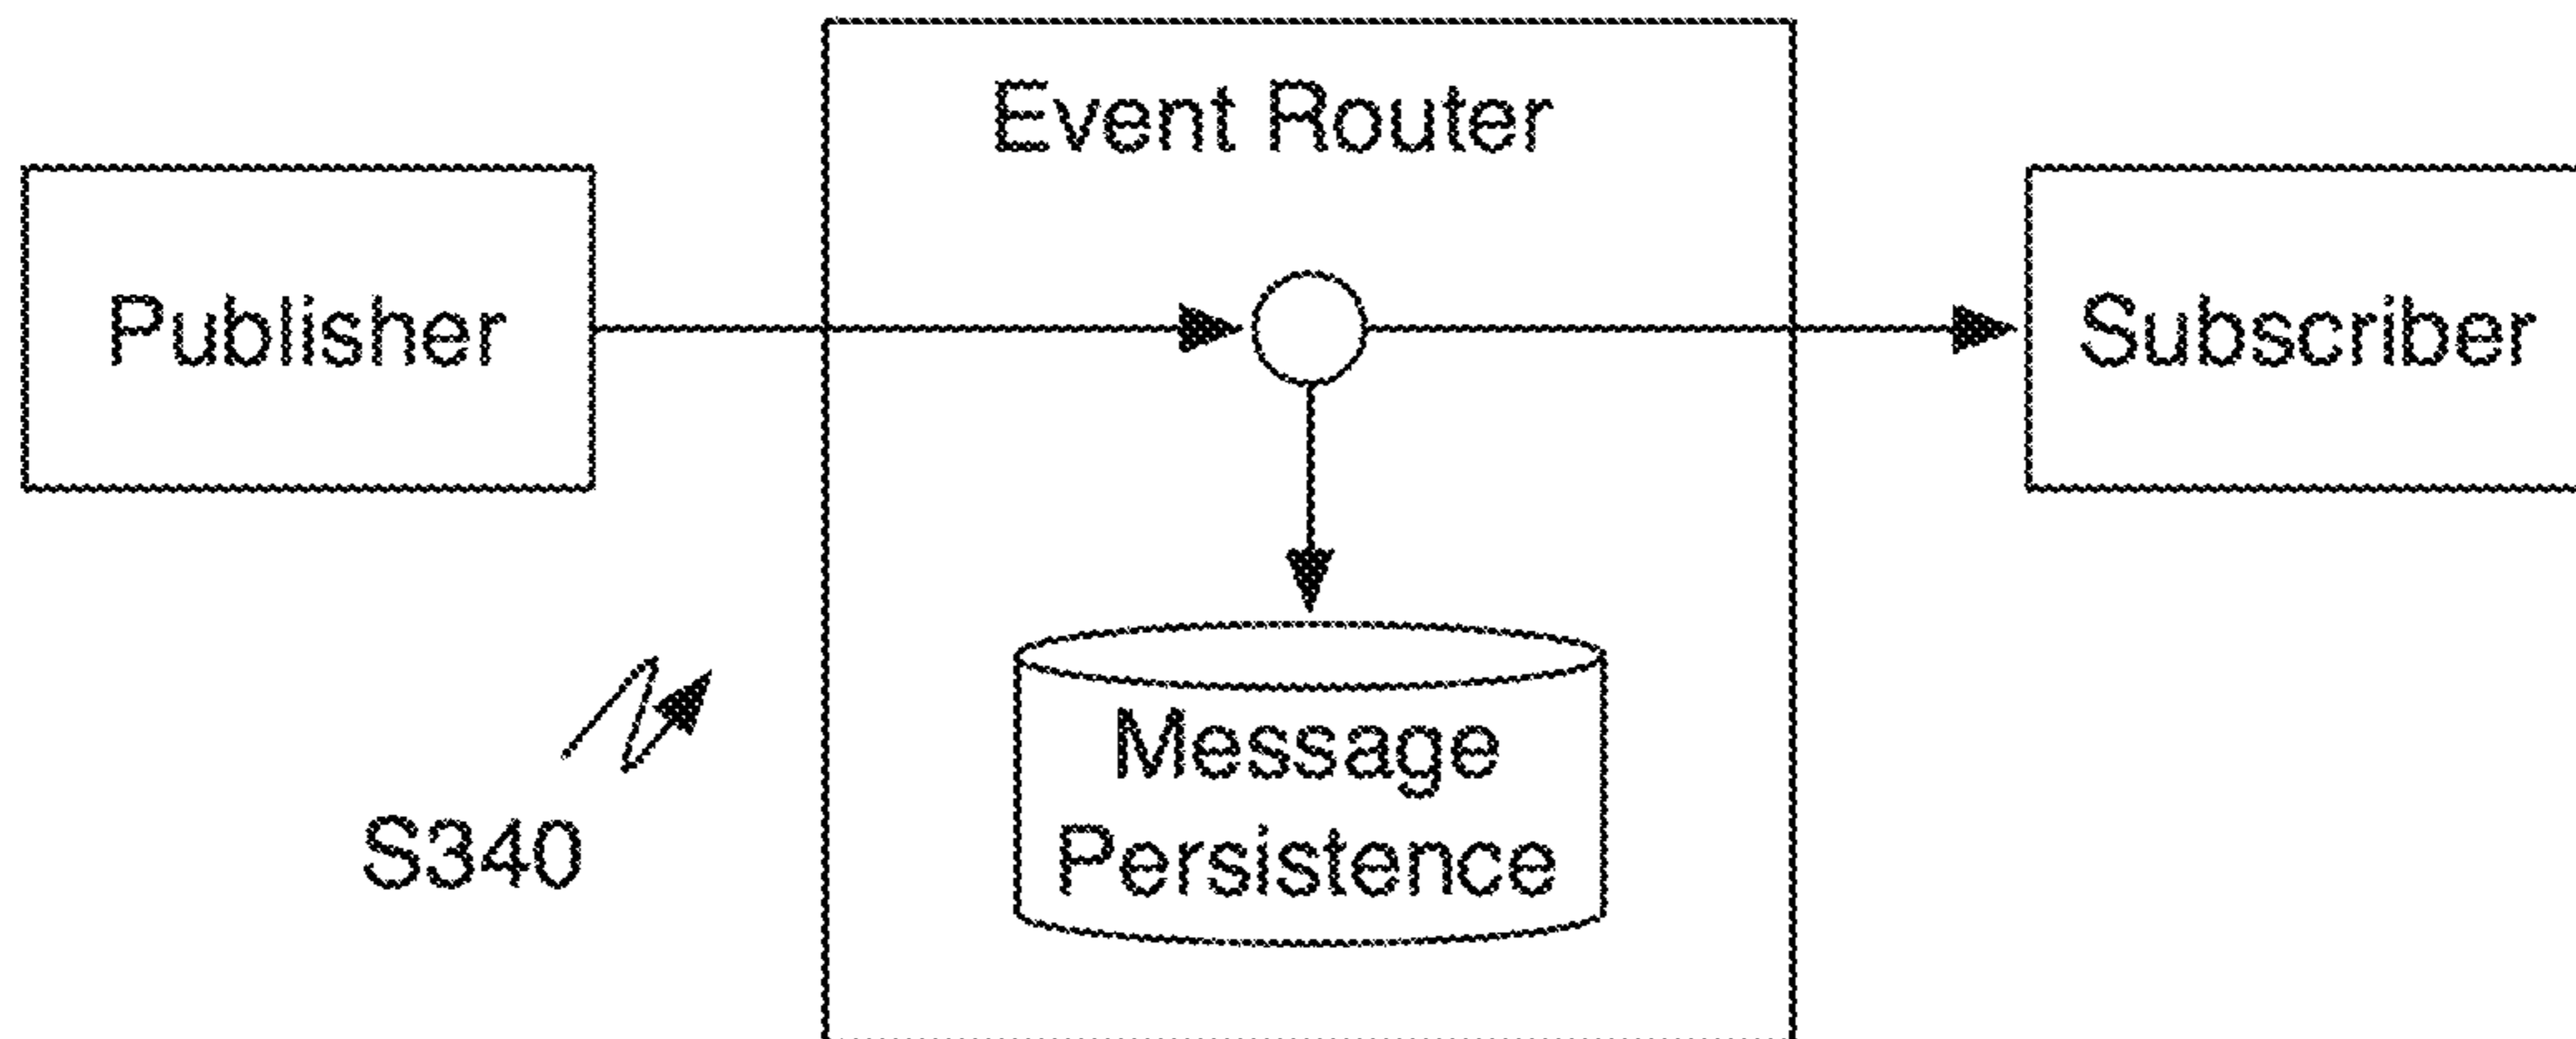 Event Router
Publisher
Subscriber
Message
Persistence
S340